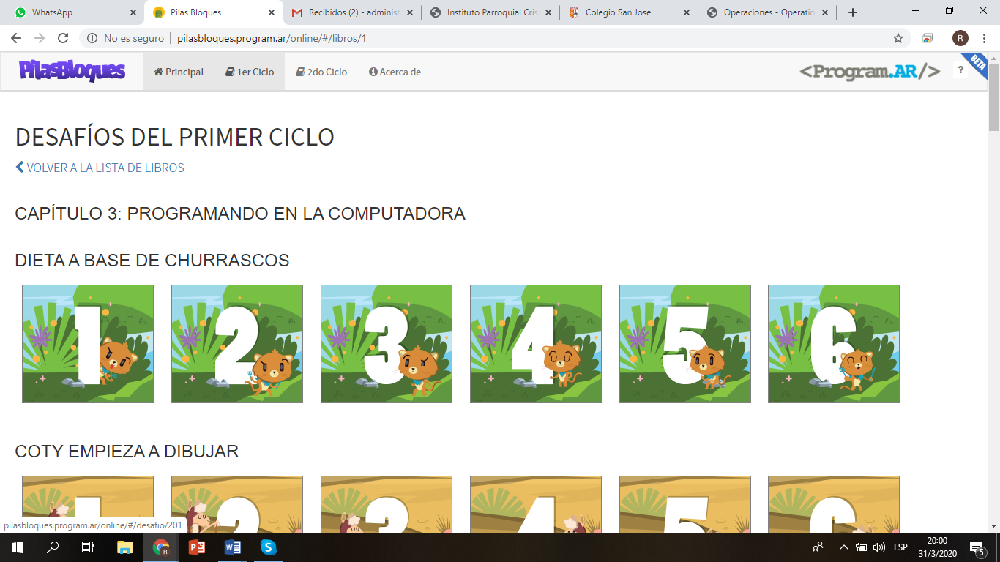 WhatsApp
Pilas Bloques
Recibidos (2) - administ
Instituto Parroquial Cris
Colegio San Jose
Operaciones - Operatio
No es seguro
pilasbloques.program.ar/online/#/libros/1
R
PilasBloques
Principal
1er Ciclo
2do Ciclo
Acerca de
<Program.AR/>
?
BETA
DESAFÍOS DEL PRIMER CICLO
VOLVER A LA LISTA DE LIBROS
CAPÍTULO 3: PROGRAMANDO EN LA COMPUTADORA
DIETA A BASE DE CHURRASCOS
1 2 3 4 5 6
COTY EMPIEZA A DIBUJAR
1 2 3 4 5 6
pilasbloques.program.ar/online/#/desafio/201
ESP
20:00
31/3/2020
5